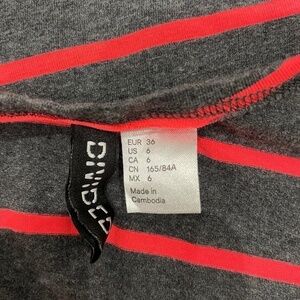 DIVIDED
EUR 36
US 6
CA 6
CN 165/84A
MX 6
Made in
Cambodia